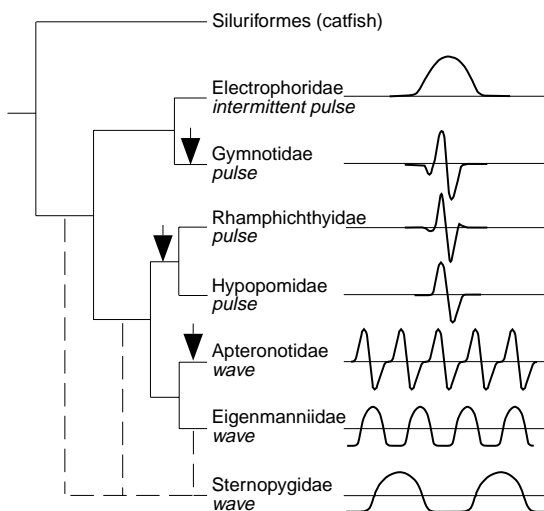 Siluriformes (catfish)
Electrophoridae
intermittent pulse
Gymnotidae
pulse
Rhamphichthyidae
pulse
Hypopomidae
pulse
Apteronotidae
wave
Eigenmanniidae
wave
Sternopygidae
wave